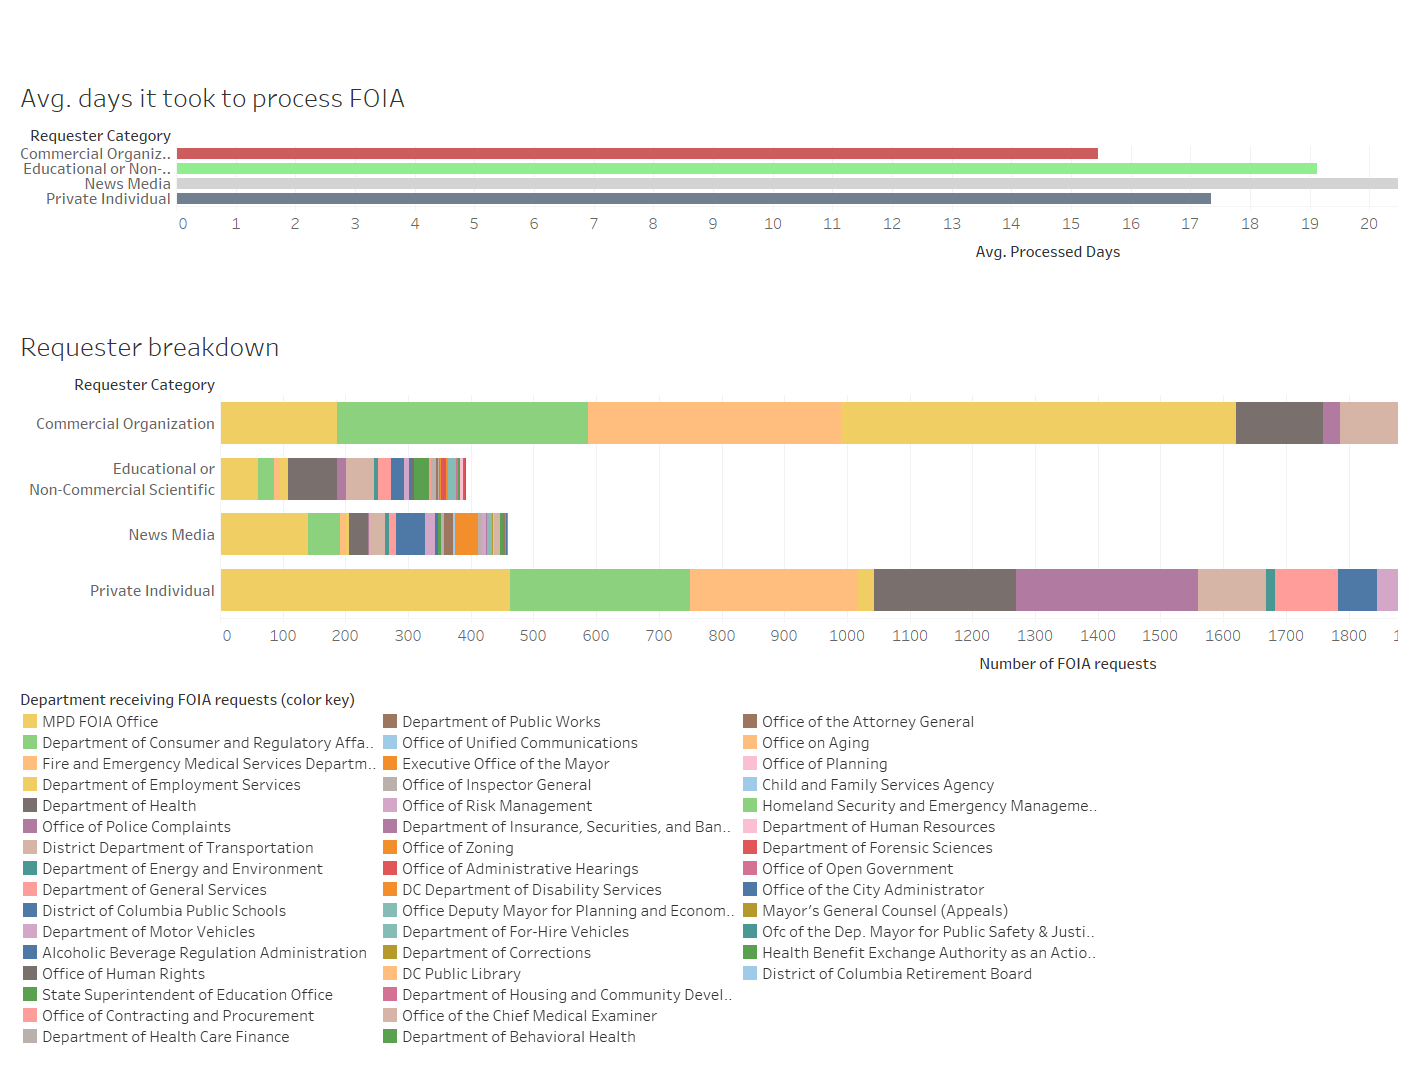 Avg. days it took to process FOIA
Requester Category
Commercial Organiz..
Educational or Non-..
News Media
Private Individual
0 1 2 3 4 5 6 7 8 9 10 11 12 13 14 15 16 17 18 19 20
Avg. Processed Days
Requester breakdown
Requester Category
Commercial Organization
Educational or
Non-Commercial Scientific
News Media
Private Individual
0 100 200 300 400 500 600 700 800 900 1000 1100 1200 1300 1400 1500 1600 1700 1800
Number of FOIA requests
Department receiving FOIA requests (color key)
MPD FOIA Office
Department of Consumer and Regulatory Affa..
Fire and Emergency Medical Services Departm..
Department of Employment Services
Department of Health
Office of Police Complaints
District Department of Transportation
Department of Energy and Environment
Department of General Services
District of Columbia Public Schools
Department of Motor Vehicles
Alcoholic Beverage Regulation Administration
Office of Human Rights
State Superintendent of Education Office
Office of Contracting and Procurement
Department of Health Care Finance
Department of Public Works
Office of Unified Communications
Executive Office of the Mayor
Office of Inspector General
Office of Risk Management
Department of Insurance, Securities, and Ban..
Office of Zoning
Office of Administrative Hearings
DC Department of Disability Services
Office Deputy Mayor for Planning and Econom..
Department of For-Hire Vehicles
Department of Corrections
DC Public Library
Department of Housing and Community Devel..
Office of the Chief Medical Examiner
Department of Behavioral Health
Office of the Attorney General
Office on Aging
Office of Planning
Child and Family Services Agency
Homeland Security and Emergency Manageme..
Department of Human Resources
Department of Forensic Sciences
Office of Open Government
Office of the City Administrator
Mayor’s General Counsel (Appeals)
Ofc of the Dep. Mayor for Public Safety & Justi..
Health Benefit Exchange Authority as an Actio..
District of Columbia Retirement Board